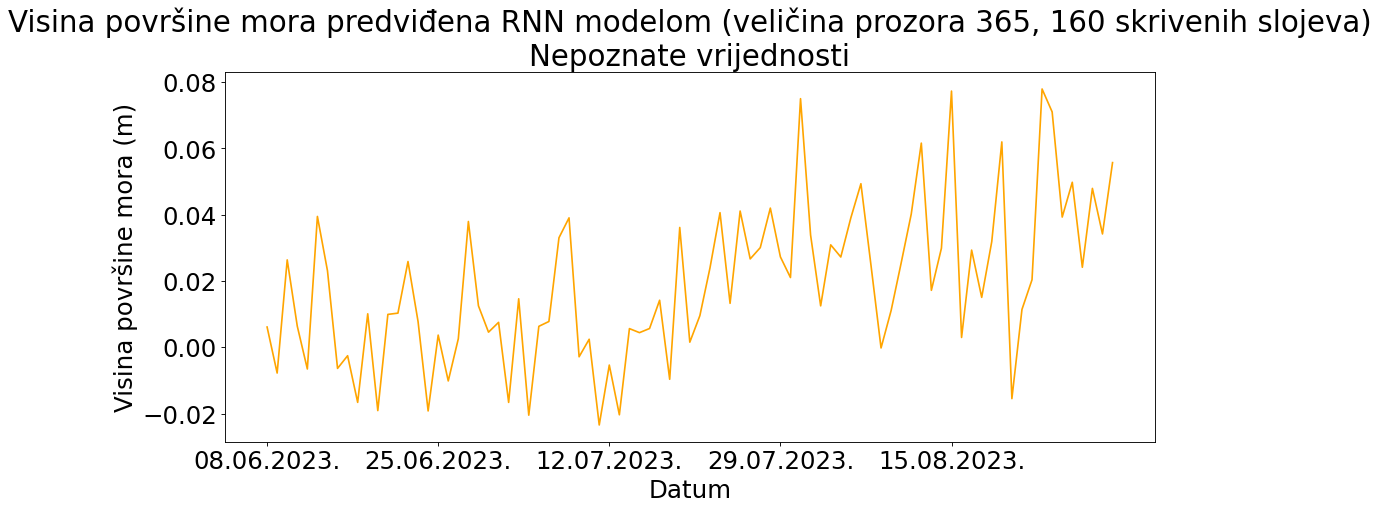 Visina površine mora predviđena RNN modelom (veličina prozora 365, 160 skrivenih slojeva)
Nepoznate vrijednosti
Visina površine mora (m)
0.08
0.06
0.04
0.02
0.00
−0.02
08.06.2023. 25.06.2023. 12.07.2023. 29.07.2023. 15.08.2023.
Datum